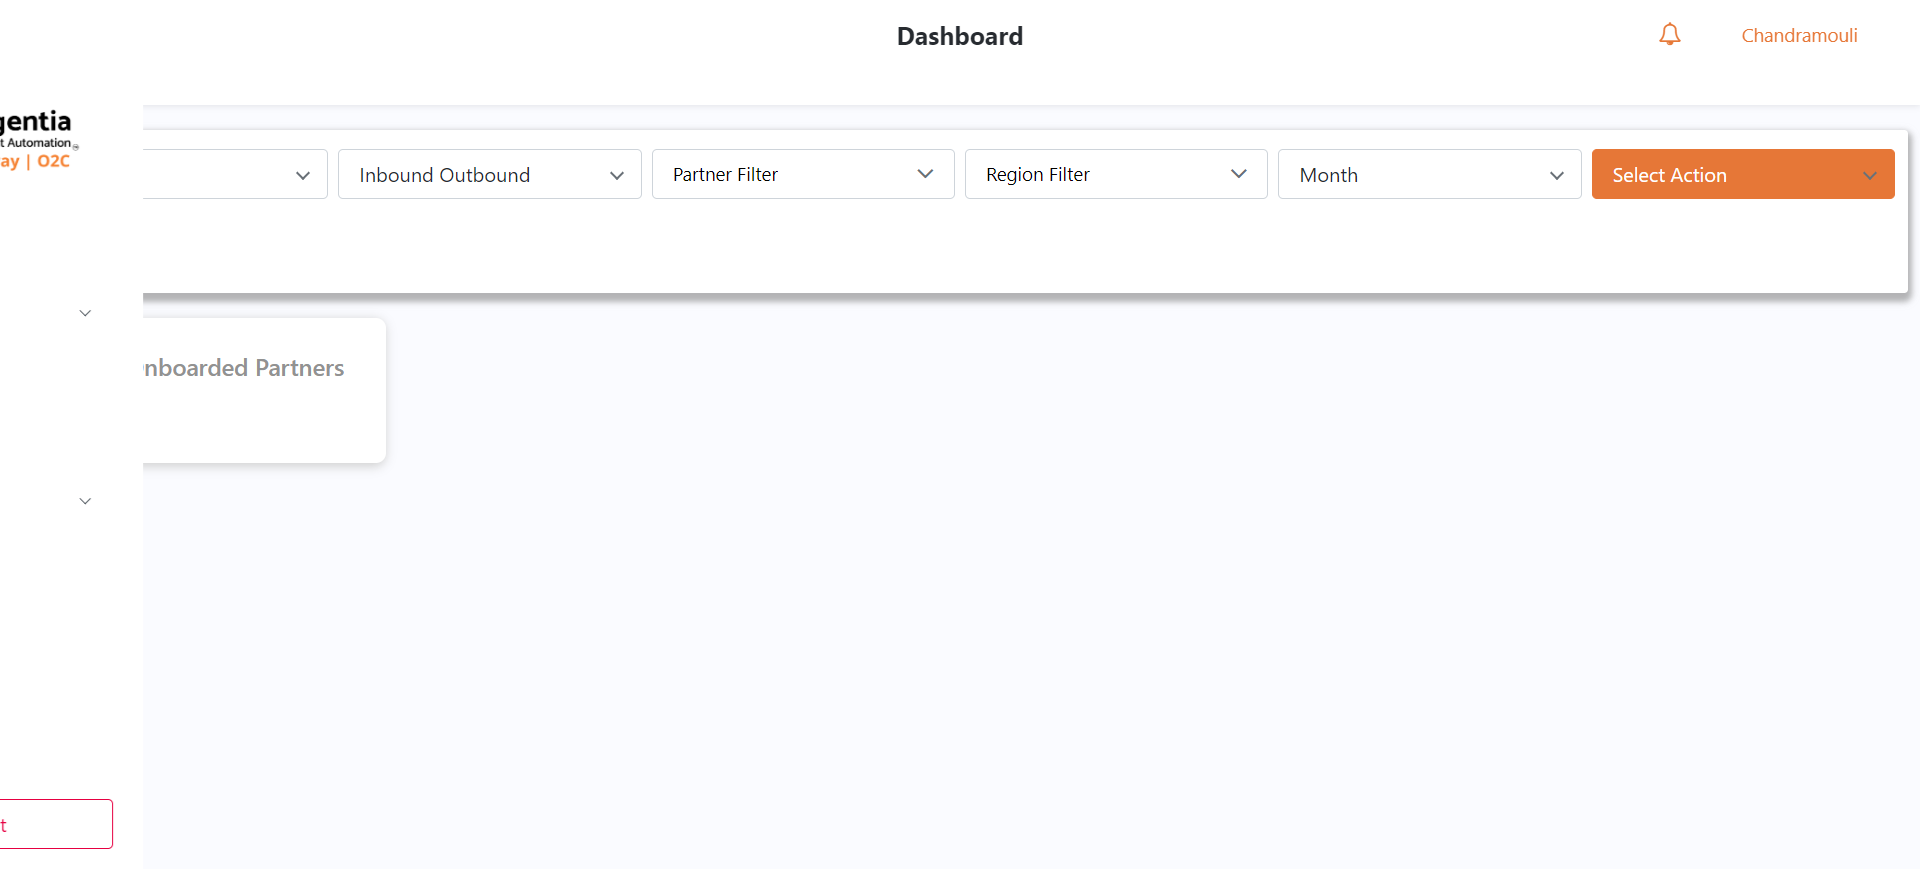 Dashboard
Chandramouli
gentia
t Automation
ay | O2C
Inbound Outbound
Partner Filter
Region Filter
Month
Select Action
nboarded Partners
t